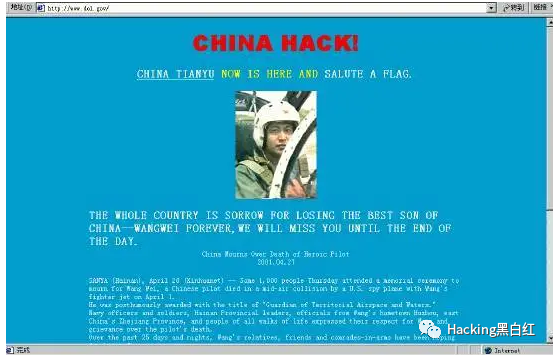 地址(D) http://www.dol.gov/ 转到 链接
CHINA HACK!
CHINA TIANYU NOW IS HERE AND SALUTE A FLAG.
THE WHOLE COUNTRY IS SORROW FOR LOSING THE BEST SON OF
CHINA--WANGWEI FOREVER,WE WILL MISS YOU UNTIL THE END OF
THE DAY.
China Mourns Over Death of Heroic Pilot
2001.04.27
SANYA (Hainan), April 26 (Xinhuanet) -- Some 1,000 people Thursday attended a memorial ceremony to
mourn for Wang Wei, a Chinese pilot died in a mid-air collision by a U.S. spy plane with Wang's
fighter jet on April 1.
He was posthumously awarded with the title of "Guardian of Territorial Airspace and Waters."
Navy officers and soldiers, Hainan Provincial leaders, officials from Wang's hometown Huzhou, east
China's Zhejiang Province, and people of all walks of life expressed their respect for and
grievance over the pilot's death.
Over the past 25 days and nights, Wang's relatives, friends and comrades-in-arms have been
Hacking黑白红
完成 Internet